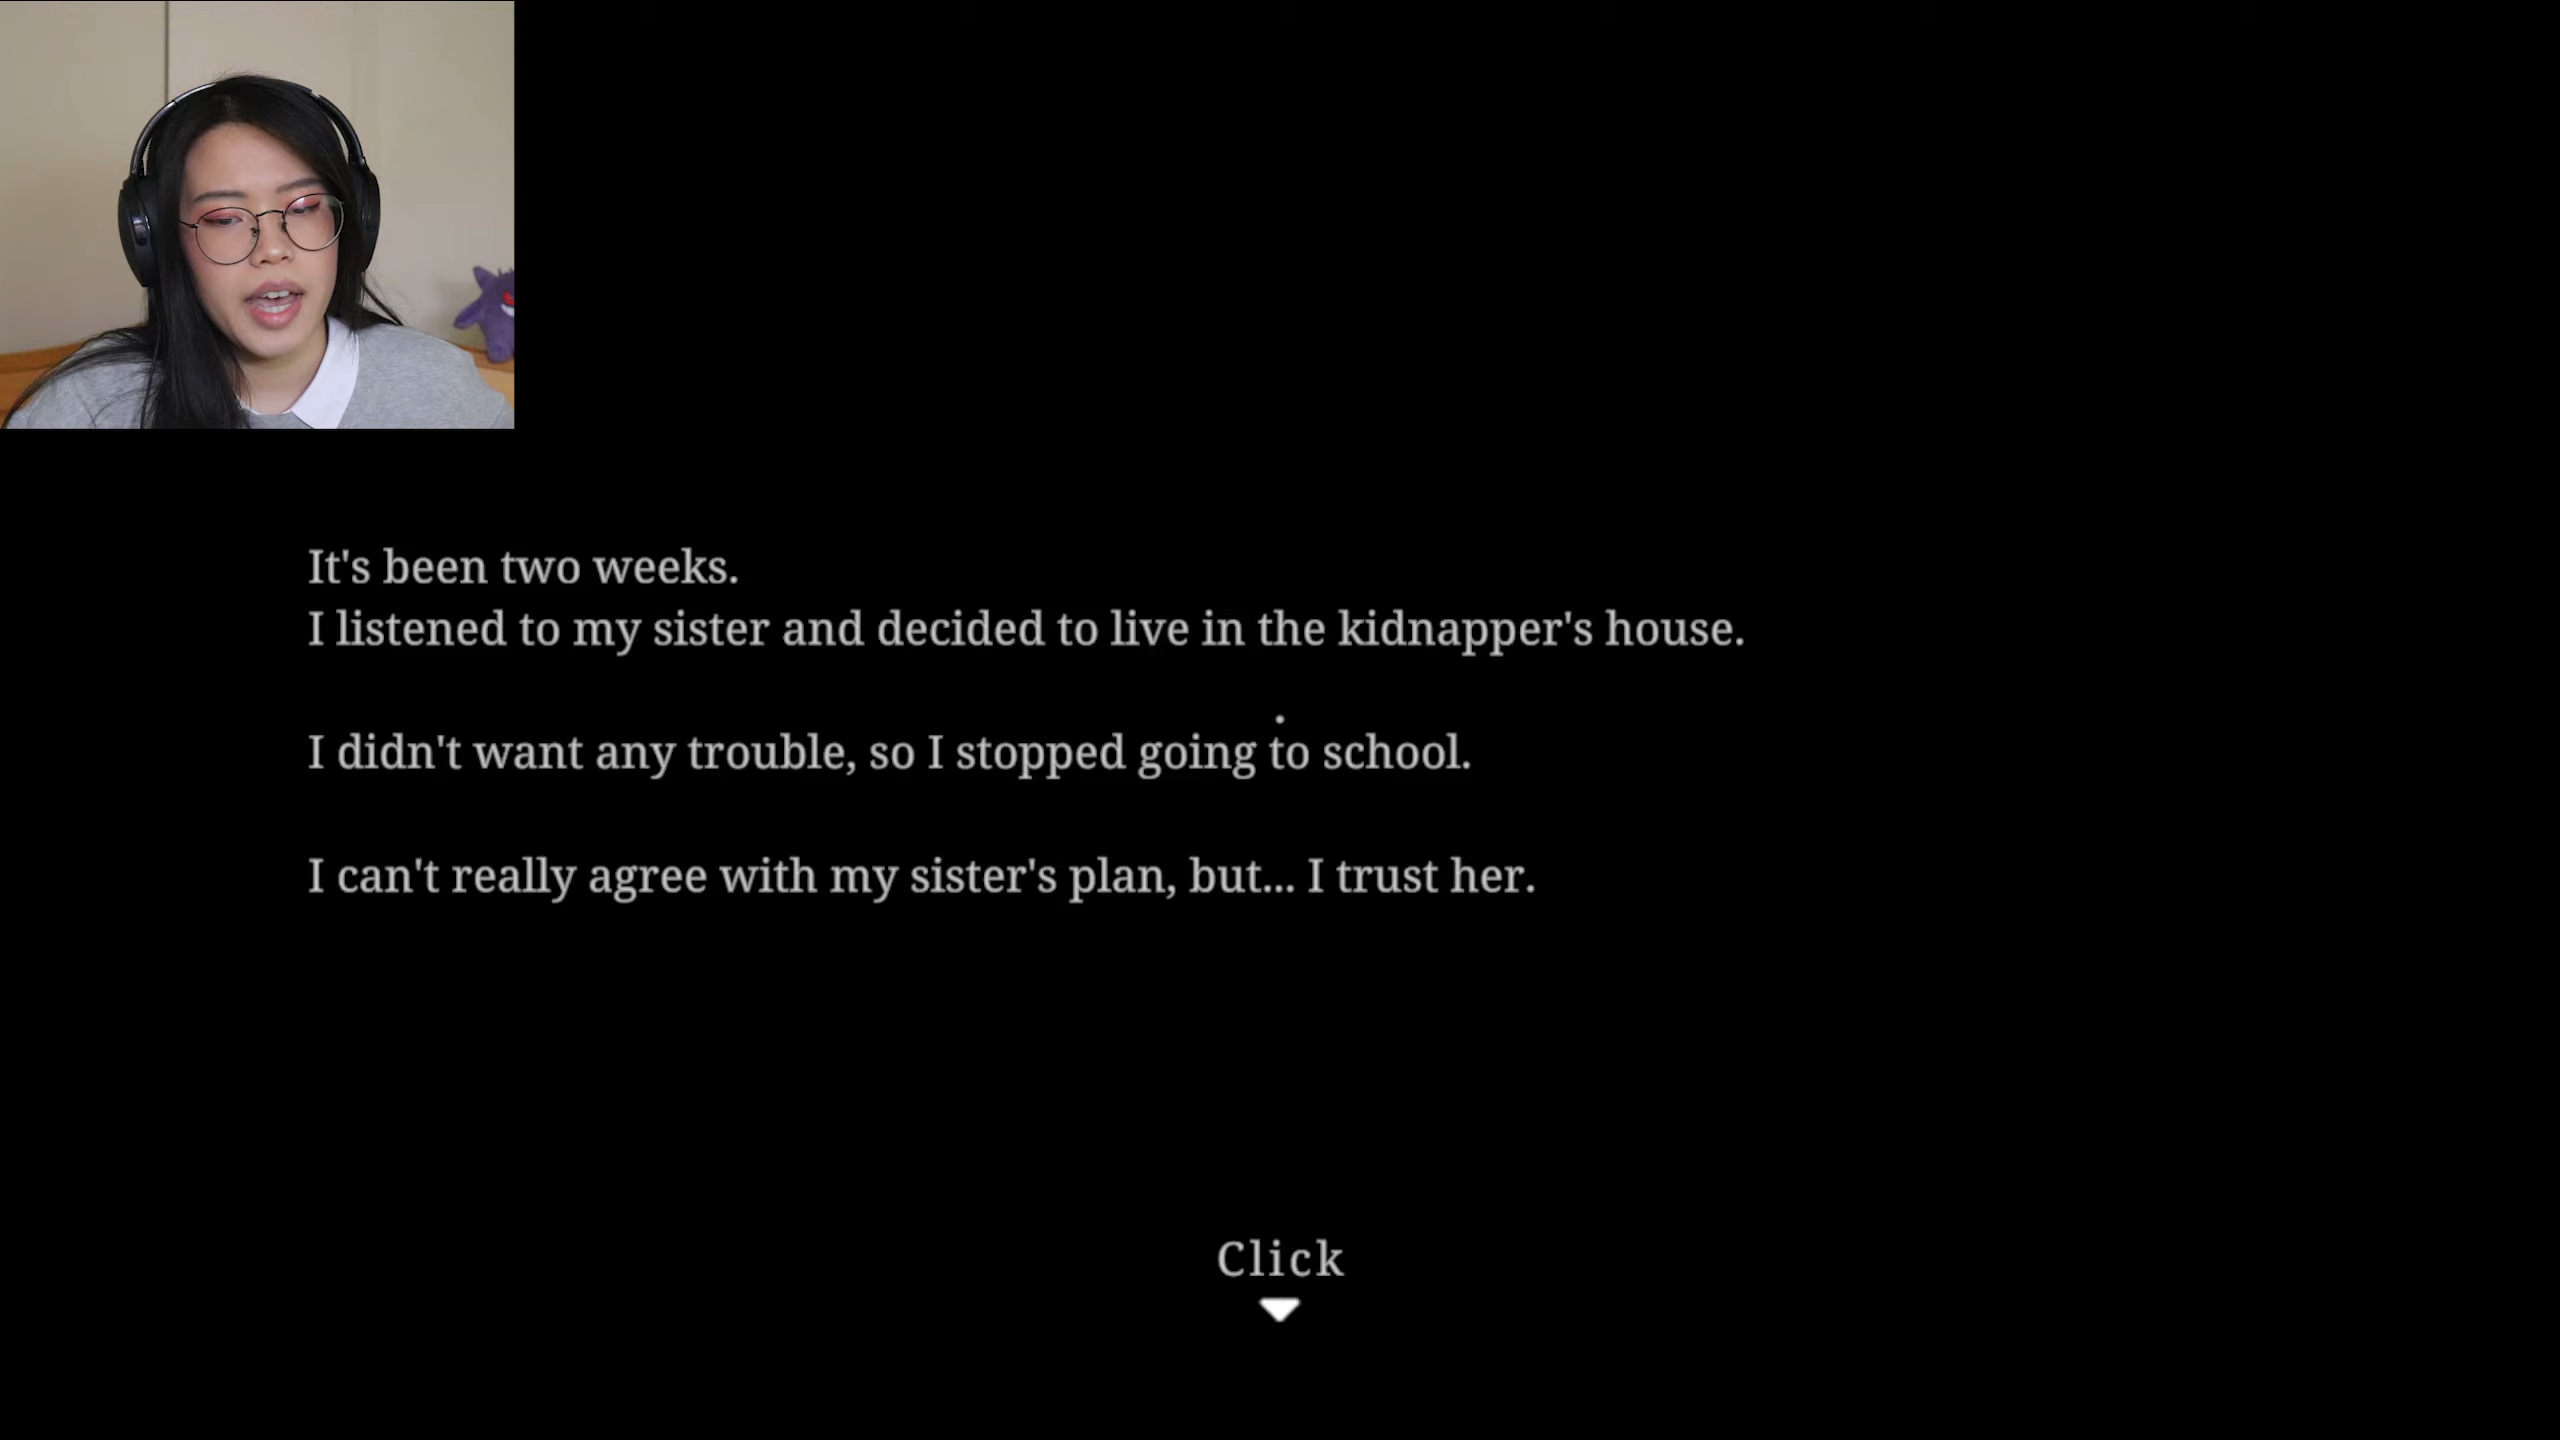 It's been two weeks.
I listened to my sister and decided to live in the kidnapper's house.
I didn't want any trouble, so I stopped going to school.
I can't really agree with my sister's plan, but... I trust her.
Click